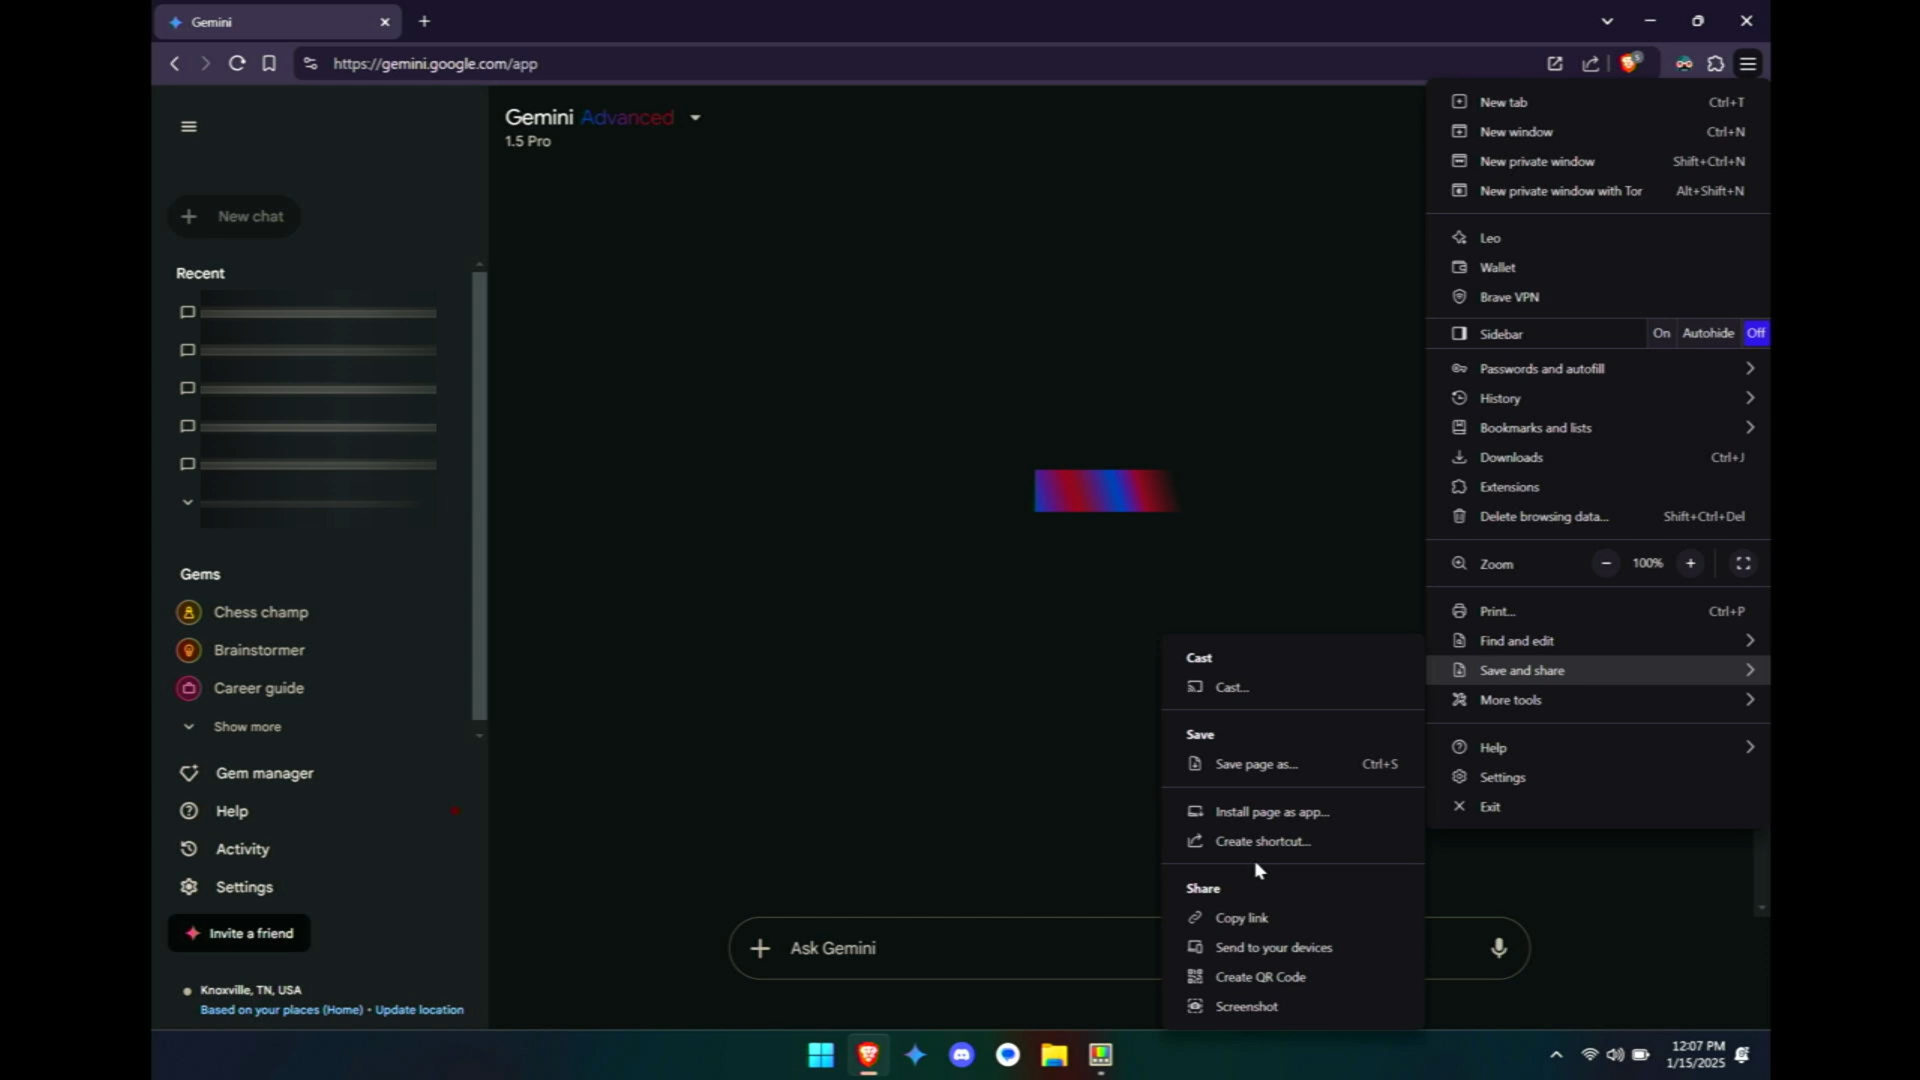 Gemini
https://gemini.google.com/app
Gemini Advanced
1.5 Pro
New chat
Recent
Gems
Chess champ
Brainstormer
Career guide
Show more
Gem manager
Help
Activity
Settings
Invite a friend
Knoxville, TN, USA
Based on your places (Home) • Update location
Ask Gemini
New tab Ctrl+T
New window Ctrl+N
New private window Shift+Ctrl+N
New private window with Tor Alt+Shift+N
Leo
Wallet
Brave VPN
Sidebar On Autohide Off
Passwords and autofill
History
Bookmarks and lists
Downloads Ctrl+J
Extensions
Delete browsing data... Shift+Ctrl+Del
Zoom 100%
Print... Ctrl+P
Find and edit
Save and share
More tools
Help
Settings
Exit
Cast
Cast...
Save
Save page as... Ctrl+S
Install page as app...
Create shortcut...
Share
Copy link
Send to your devices
Create QR Code
Screenshot
12:07 PM
1/15/2025